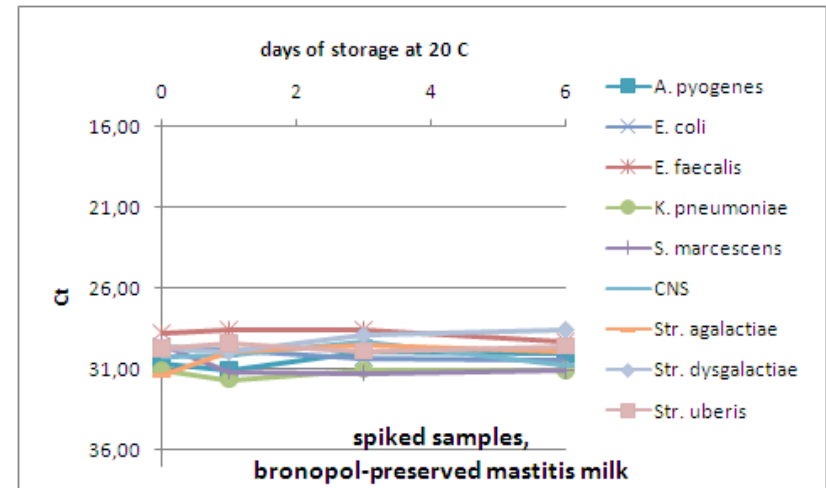 days of storage at 20 C
0 2 4 6
16,00
21,00
26,00
31,00
36,00
Ct
A. pyogenes
E. coli
E. faecalis
K. pneumoniae
S. marcescens
CNS
Str. agalactiae
Str. dysgalactiae
Str. uberis
spiked samples,
bronopol-preserved mastitis milk